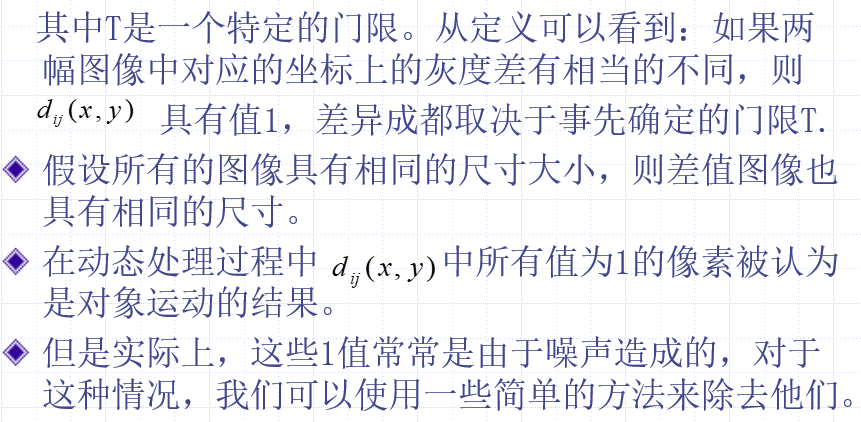 其中T是一个特定的门限。从定义可以看到：如果两
幅图像中对应的坐标上的灰度差有相当的不同，则
d_{ij}(x, y) 具有值1，差异成都取决于事先确定的门限T.
假设所有的图像具有相同的尺寸大小，则差值图像也
具有相同的尺寸。
在动态处理过程中 d_{ij}(x, y) 中所有值为1的像素被认为
是对象运动的结果。
但是实际上，这些1值常常是由于噪声造成的，对于
这种情况，我们可以使用一些简单的方法来除去他们。